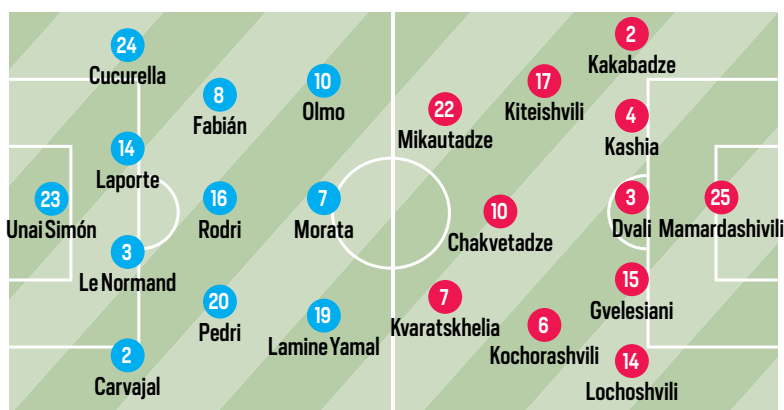 24
Cucurella
8
Fabián
10
Olmo
14
Laporte
23
Unai Simón
16
Rodri
7
Morata
3
Le Normand
20
Pedri
19
Lamine Yamal
2
Carvajal
2
Kakabadze
17
Kiteishvili
22
Mikautadze
4
Kashia
10
Chakvetadze
3
Dvali
25
Mamardashivili
15
Gvelesiani
7
Kvaratskhelia
6
Kochorashvili
14
Lochoshvili